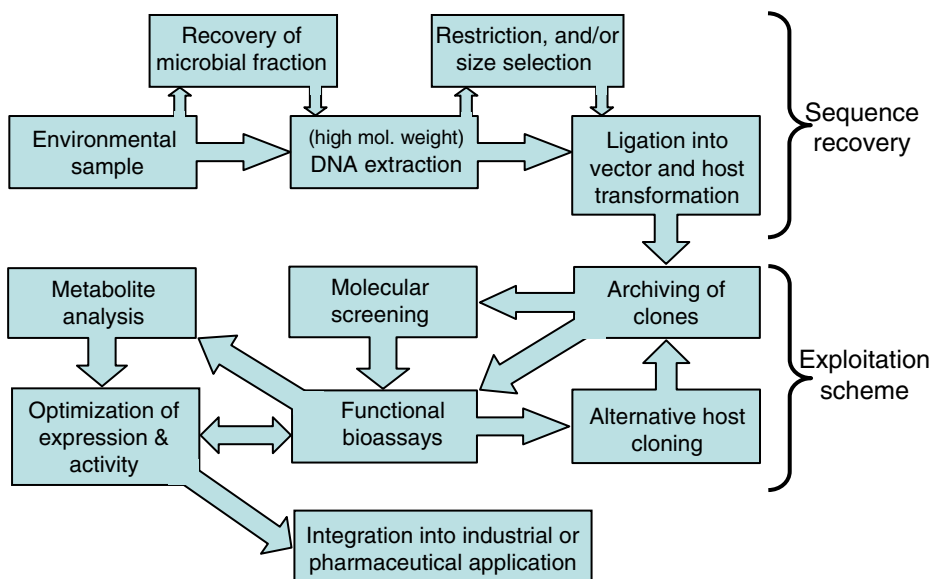 Recovery of
microbial fraction
Restriction, and/or
size selection
Environmental
sample
(high mol. weight)
DNA extraction
Ligation into
vector and host
transformation
Sequence
recovery
Metabolite
analysis
Molecular
screening
Archiving of
clones
Exploitation
scheme
Optimization of
expression &
activity
Functional
bioassays
Alternative host
cloning
Integration into industrial or
pharmaceutical application